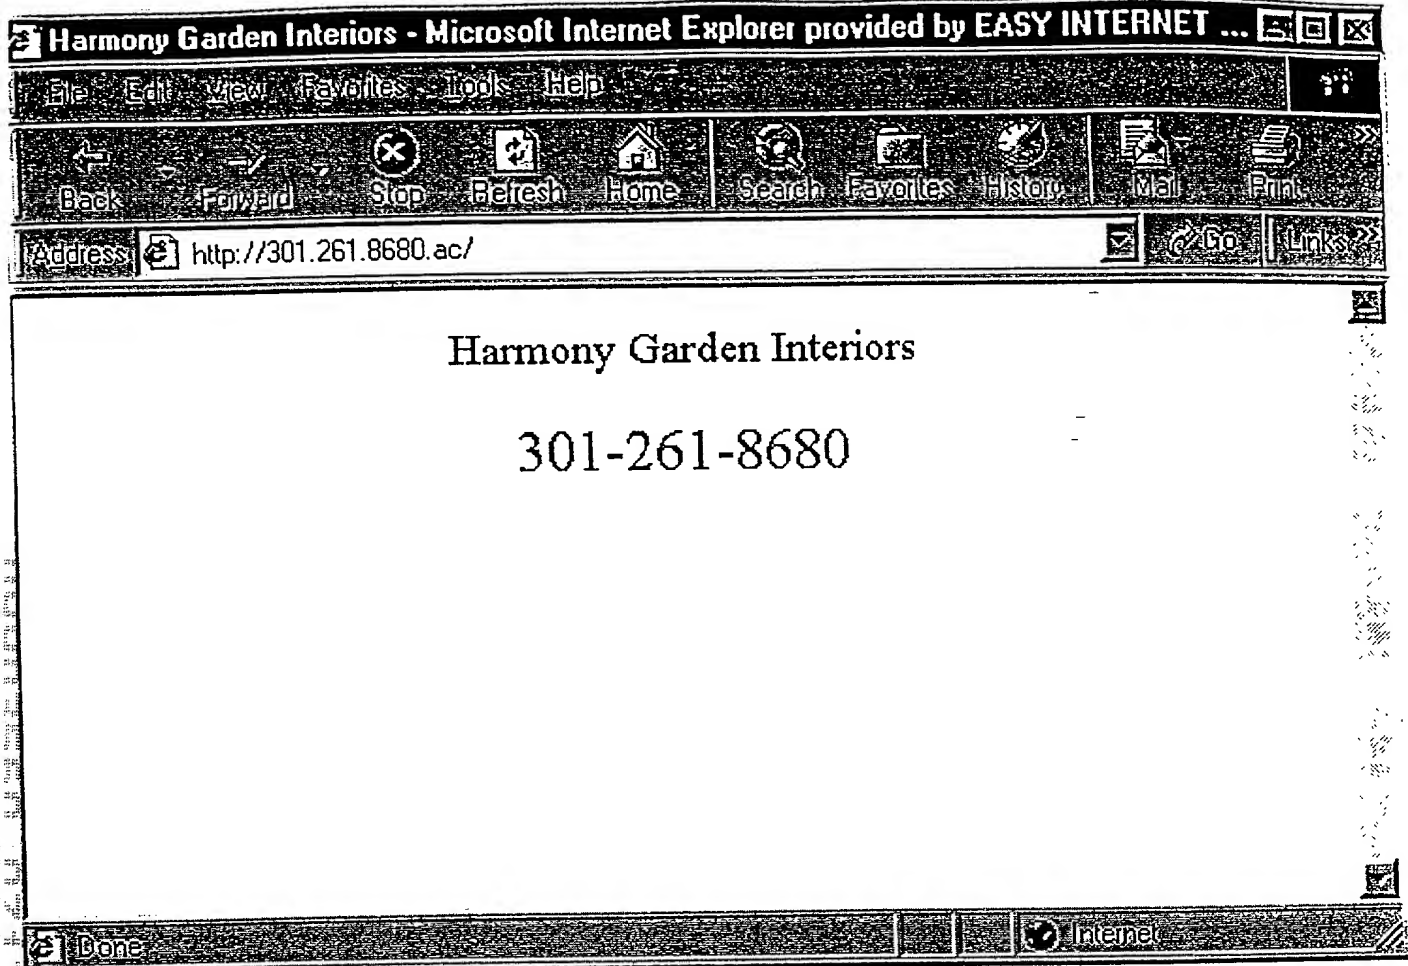 Harmony Garden Interiors - Microsoft Internet Explorer provided by EASY INTERNET ...
File Edit View Favorites Tools Help
Back Forward Stop Refresh Home Search Favorites History Mail Print
Address http://301.261.8680.ac/ Go Links
Harmony Garden Interiors
301-261-8680
Done Internet